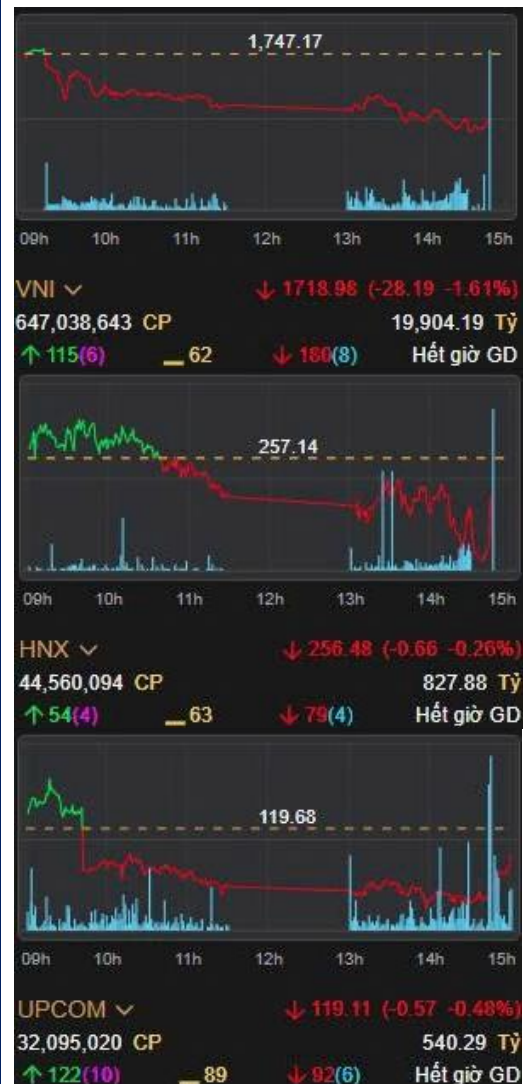 1,747.17
09h 10h 11h 12h 13h 14h 15h
VNI ↓ 1718.98 (-28.19 -1.61%)
647,038,643 CP 19,904.19 Tỷ
↑ 115(6) 62 ↓ 180(8) Hết giờ GD
257.14
09h 10h 11h 12h 13h 14h 15h
HNX ↓ 256.48 (-0.66 -0.26%)
44,560,094 CP 827.88 Tỷ
↑ 54(4) 63 ↓ 79(4) Hết giờ GD
119.68
09h 10h 11h 12h 13h 14h 15h
UPCOM ↓ 119.11 (-0.57 -0.48%)
32,095,020 CP 540.29 Tỷ
↑ 122(10) 89 ↓ 92(6) Hết giờ GD